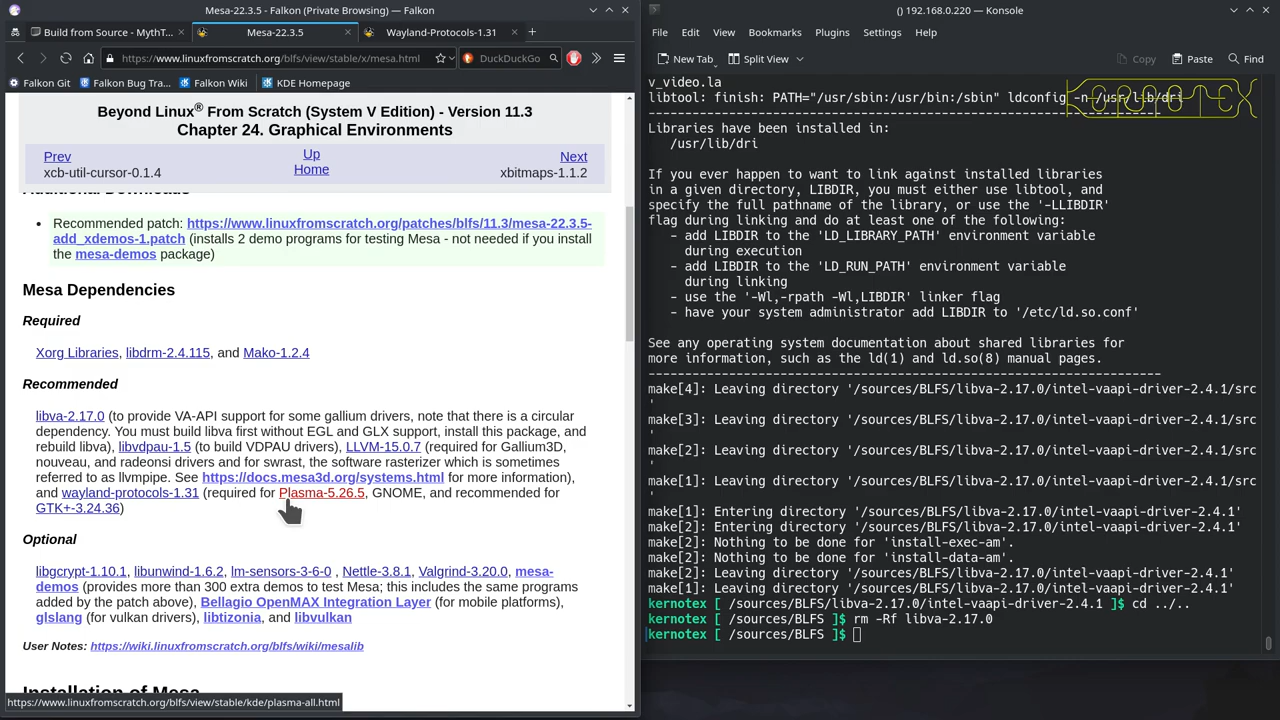 Mesa-22.3.5 - Falkon (Private Browsing) — Falkon
Build from Source - MythT...
Mesa-22.3.5
Wayland-Protocols-1.31
https://www.linuxfromscratch.org/blfs/view/stable/x/mesa.html
DuckDuckGo
Falkon Git
Falkon Bug Tra...
Falkon Wiki
KDE Homepage
Beyond Linux® From Scratch (System V Edition) - Version 11.3
Chapter 24. Graphical Environments
Prev
Up
Next
xcb-util-cursor-0.1.4
Home
xbitmaps-1.1.2
Additional Downloads
• Recommended patch: https://www.linuxfromscratch.org/patches/blfs/11.3/mesa-22.3.5-
add_xdemos-1.patch (installs 2 demo programs for testing Mesa - not needed if you install
the mesa-demos package)
Mesa Dependencies
Required
Xorg Libraries, libdrm-2.4.115, and Mako-1.2.4
Recommended
libva-2.17.0 (to provide VA-API support for some gallium drivers, note that there is a circular
dependency. You must build libva first without EGL and GLX support, install this package, and
rebuild libva), libvdpau-1.5 (to build VDPAU drivers), LLVM-15.0.7 (required for Gallium3D,
nouveau, and radeonsi drivers and for swrast, the software rasterizer which is sometimes
referred to as llvmpipe. See https://docs.mesa3d.org/systems.html for more information),
and wayland-protocols-1.31 (required for Plasma-5.26.5, GNOME, and recommended for
GTK+-3.24.36)
Optional
libgcrypt-1.10.1, libunwind-1.6.2, lm-sensors-3-6-0 , Nettle-3.8.1, Valgrind-3.20.0, mesa-
demos (provides more than 300 extra demos to test Mesa; this includes the same programs
added by the patch above), Bellagio OpenMAX Integration Layer (for mobile platforms),
glslang (for vulkan drivers), libtizonia, and libvulkan
User Notes: https://wiki.linuxfromscratch.org/blfs/wiki/mesalib
Installation of Mesa
https://www.linuxfromscratch.org/blfs/view/stable/kde/plasma-all.html
() 192.168.0.220 — Konsole
File Edit View Bookmarks Plugins Settings Help
New Tab
Split View
Copy
Paste
Find
v_video.la
libtool: finish: PATH="/usr/sbin:/usr/bin:/sbin" ldconfig -n /usr/lib/dri
----------------------------------------------------------------------
Libraries have been installed in:
/usr/lib/dri
If you ever happen to want to link against installed libraries
in a given directory, LIBDIR, you must either use libtool, and
specify the full pathname of the library, or use the '-LLIBDIR'
flag during linking and do at least one of the following:
- add LIBDIR to the 'LD_LIBRARY_PATH' environment variable
during execution
- add LIBDIR to the 'LD_RUN_PATH' environment variable
during linking
- use the '-Wl,-rpath -Wl,LIBDIR' linker flag
- have your system administrator add LIBDIR to '/etc/ld.so.conf'
See any operating system documentation about shared libraries for
more information, such as the ld(1) and ld.so(8) manual pages.
----------------------------------------------------------------------
make[4]: Leaving directory '/sources/BLFS/libva-2.17.0/intel-vaapi-driver-2.4.1/src
'
make[3]: Leaving directory '/sources/BLFS/libva-2.17.0/intel-vaapi-driver-2.4.1/src
'
make[2]: Leaving directory '/sources/BLFS/libva-2.17.0/intel-vaapi-driver-2.4.1/src
'
make[1]: Leaving directory '/sources/BLFS/libva-2.17.0/intel-vaapi-driver-2.4.1/src
'
make[1]: Entering directory '/sources/BLFS/libva-2.17.0/intel-vaapi-driver-2.4.1'
make[2]: Entering directory '/sources/BLFS/libva-2.17.0/intel-vaapi-driver-2.4.1'
make[2]: Nothing to be done for 'install-exec-am'.
make[2]: Nothing to be done for 'install-data-am'.
make[2]: Leaving directory '/sources/BLFS/libva-2.17.0/intel-vaapi-driver-2.4.1'
make[1]: Leaving directory '/sources/BLFS/libva-2.17.0/intel-vaapi-driver-2.4.1'
kernotex [ /sources/BLFS/libva-2.17.0/intel-vaapi-driver-2.4.1 ]$ cd ../..
kernotex [ /sources/BLFS ]$ rm -Rf libva-2.17.0
kernotex [ /sources/BLFS ]$
KERNOTEX